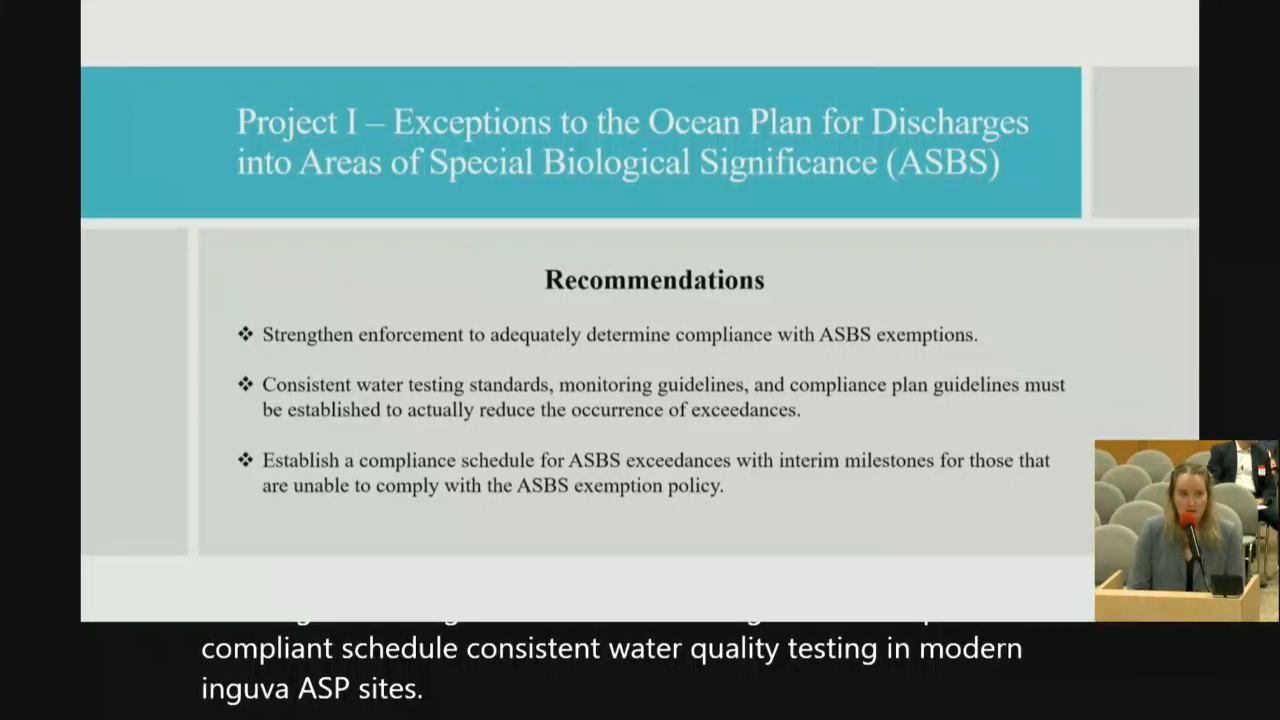 Project I – Exceptions to the Ocean Plan for Discharges
into Areas of Special Biological Significance (ASBS)
Recommendations
❖ Strengthen enforcement to adequately determine compliance with ASBS exemptions.
❖ Consistent water testing standards, monitoring guidelines, and compliance plan guidelines must
be established to actually reduce the occurrence of exceedances.
❖ Establish a compliance schedule for ASBS exceedances with interim milestones for those that
are unable to comply with the ASBS exemption policy.
compliant schedule consistent water quality testing in modern
inguva ASP sites.